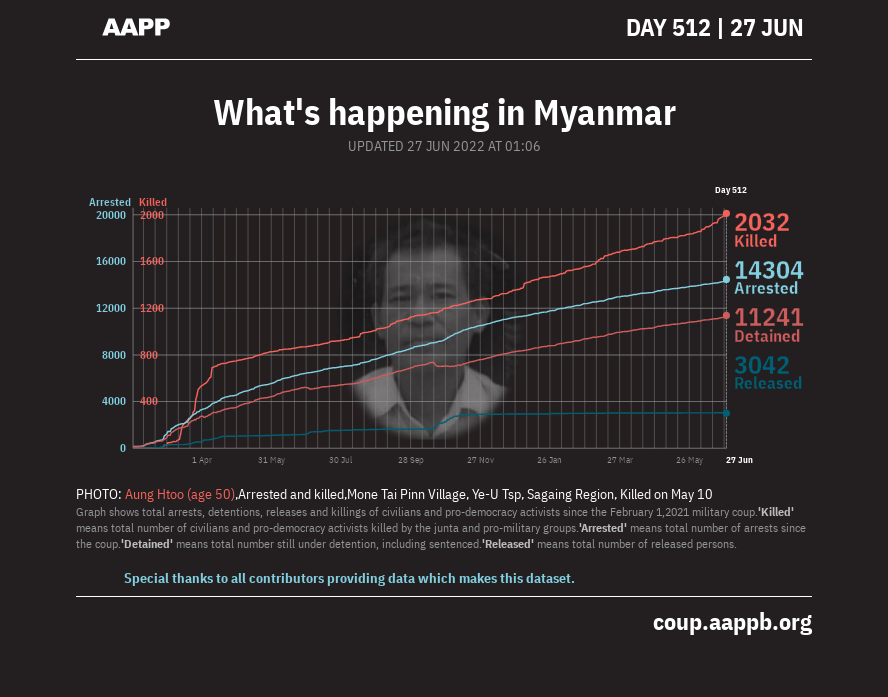 AAPP
DAY 512 | 27 JUN
What's happening in Myanmar
UPDATED 27 JUN 2022 AT 01:06
Day 512
Arrested Killed
20000 2000
16000 1600
12000 1200
8000 800
4000 400
0
2032
Killed
14304
Arrested
11241
Detained
3042
Released
1 Apr 31 May 30 Jul 28 Sep 27 Nov 26 Jan 27 Mar 26 May 27 Jun
PHOTO: Aung Htoo (age 50),Arrested and killed,Mone Tai Pinn Village, Ye-U Tsp, Sagaing Region, Killed on May 10
Graph shows total arrests, detentions, releases and killings of civilians and pro-democracy activists since the February 1,2021 military coup.'Killed'
means total number of civilians and pro-democracy activists killed by the junta and pro-military groups.'Arrested' means total number of arrests since
the coup.'Detained' means total number still under detention, including sentenced.'Released' means total number of released persons.
Special thanks to all contributors providing data which makes this dataset.
coup.aappb.org